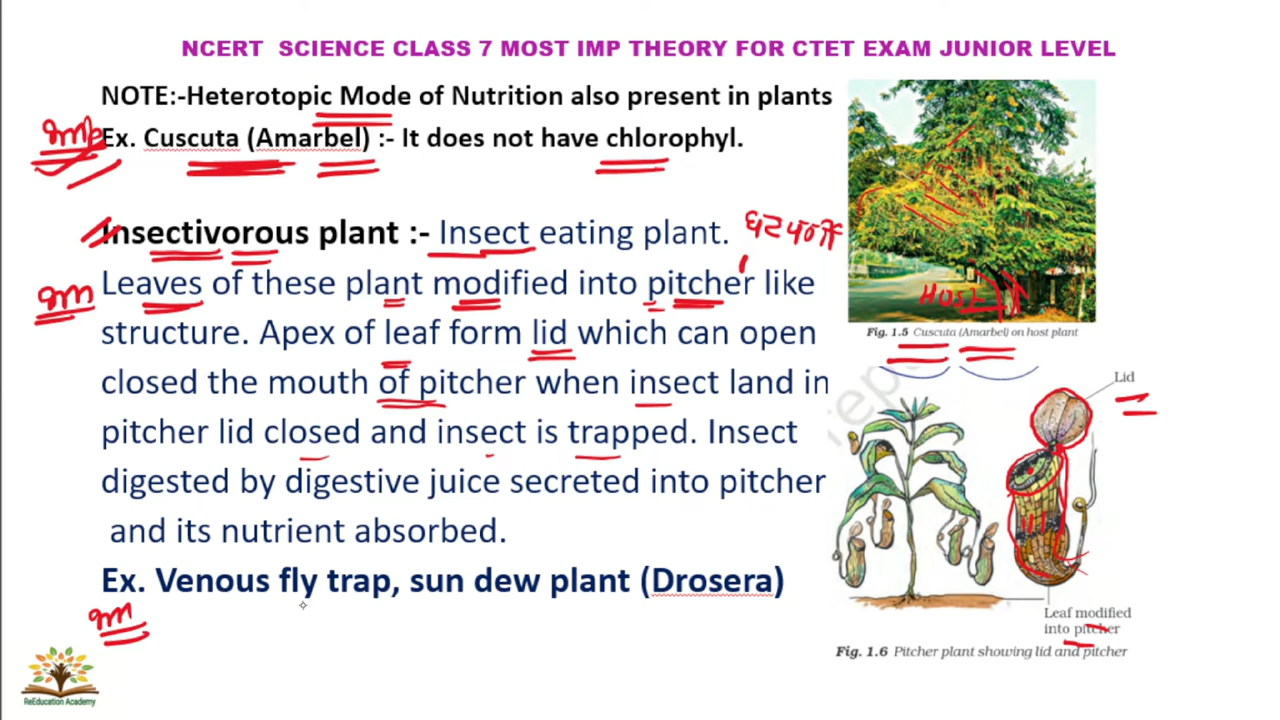 NCERT SCIENCE CLASS 7 MOST IMP THEORY FOR CTET EXAM JUNIOR LEVEL
NOTE:-Heterotopic Mode of Nutrition also present in plants
Imp
Ex. Cuscuta (Amarbel) :- It does not have chlorophyl.
Insectivorous plant :- Insect eating plant.
घटपर्णी
Im
Leaves of these plant modified into pitcher like
structure. Apex of leaf form lid which can open
closed the mouth of pitcher when insect land in
pitcher lid closed and insect is trapped. Insect
digested by digestive juice secreted into pitcher
and its nutrient absorbed.
Ex. Venous fly trap, sun dew plant (Drosera)
Im
HOST
Fig. 1.5 Cuscuta (Amarbel) on host plant
Lid
Leaf modified
into pitcher
Fig. 1.6 Pitcher plant showing lid and pitcher
ReEducation Academy